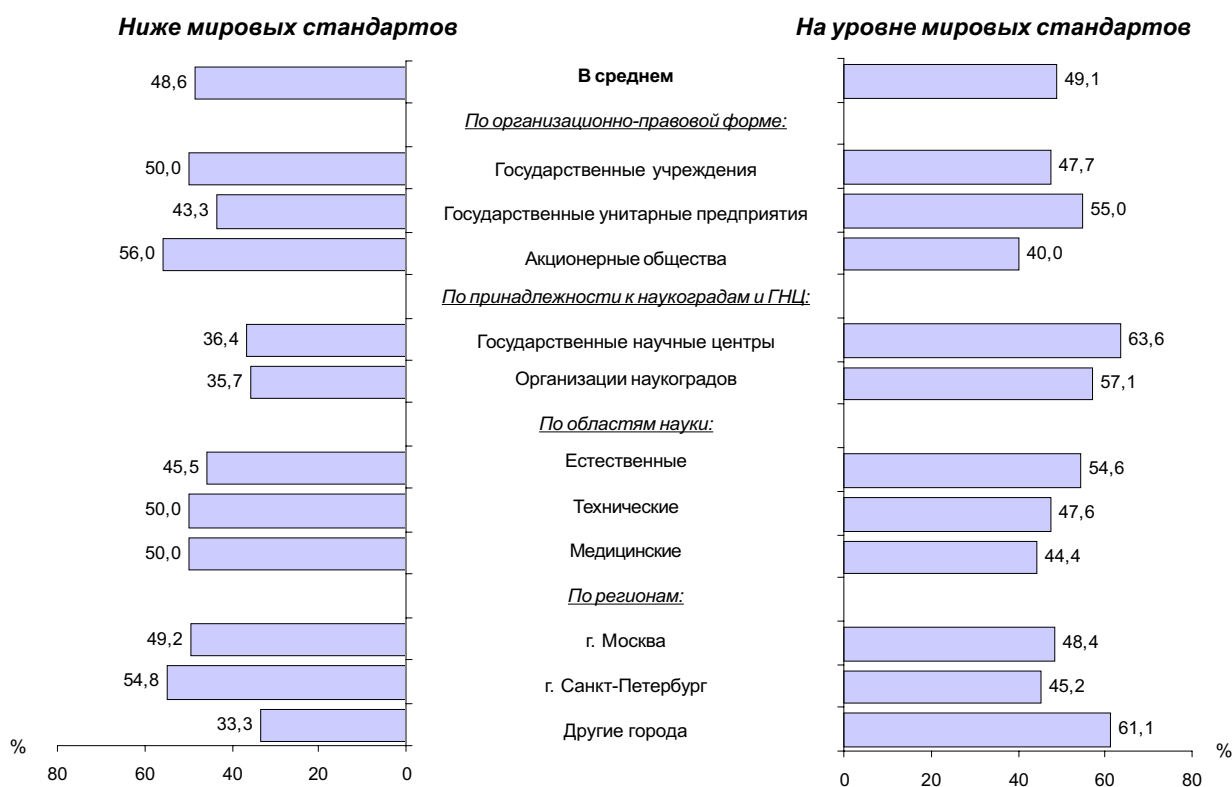 Ниже мировых стандартов На уровне мировых стандартов
48,6 В среднем 49,1
По организационно-правовой форме:
50,0 Государственные учреждения 47,7
43,3 Государственные унитарные предприятия 55,0
56,0 Акционерные общества 40,0
По принадлежности к наукоградам и ГНЦ:
36,4 Государственные научные центры 63,6
35,7 Организации наукоградов 57,1
По областям науки:
45,5 Естественные 54,6
50,0 Технические 47,6
50,0 Медицинские 44,4
По регионам:
49,2 г. Москва 48,4
54,8 г. Санкт-Петербург 45,2
33,3 Другие города 61,1
% %
80 60 40 20 0 0 20 40 60 80